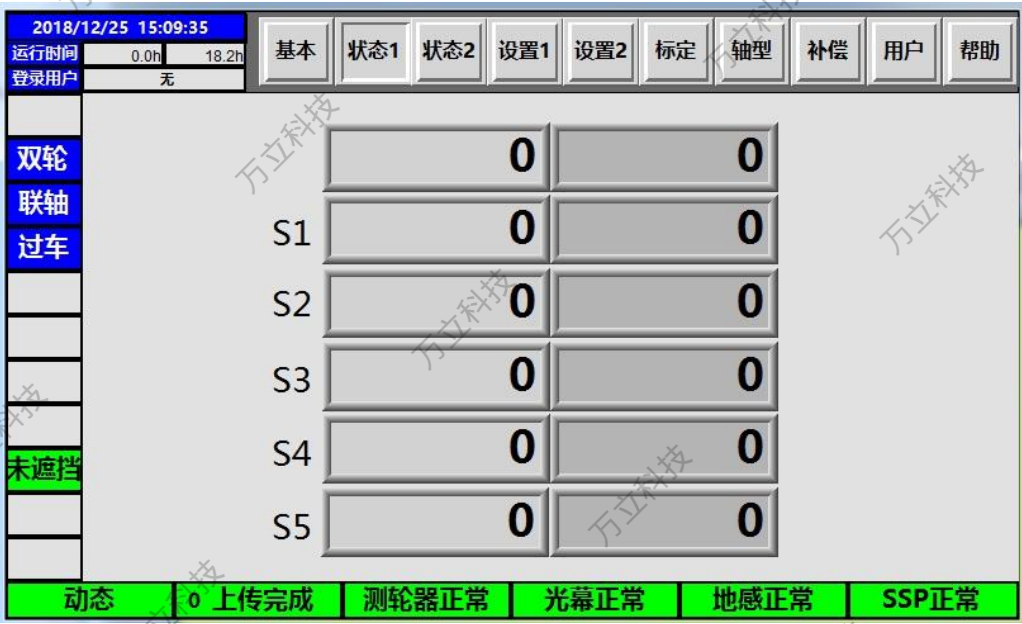 2018/12/25 15:09:35
运行时间 0.0h 18.2h
登录用户 无
基本 状态1 状态2 设置1 设置2 标定 轴型 补偿 用户 帮助
双轮
联轴
过车
未遮挡
0 0
S1 0 0
S2 0 0
S3 0 0
S4 0 0
S5 0 0
动态 0 上传完成 测轮器正常 光幕正常 地感正常 SSP正常
万立科技
万立科技
万立科技
万立科技